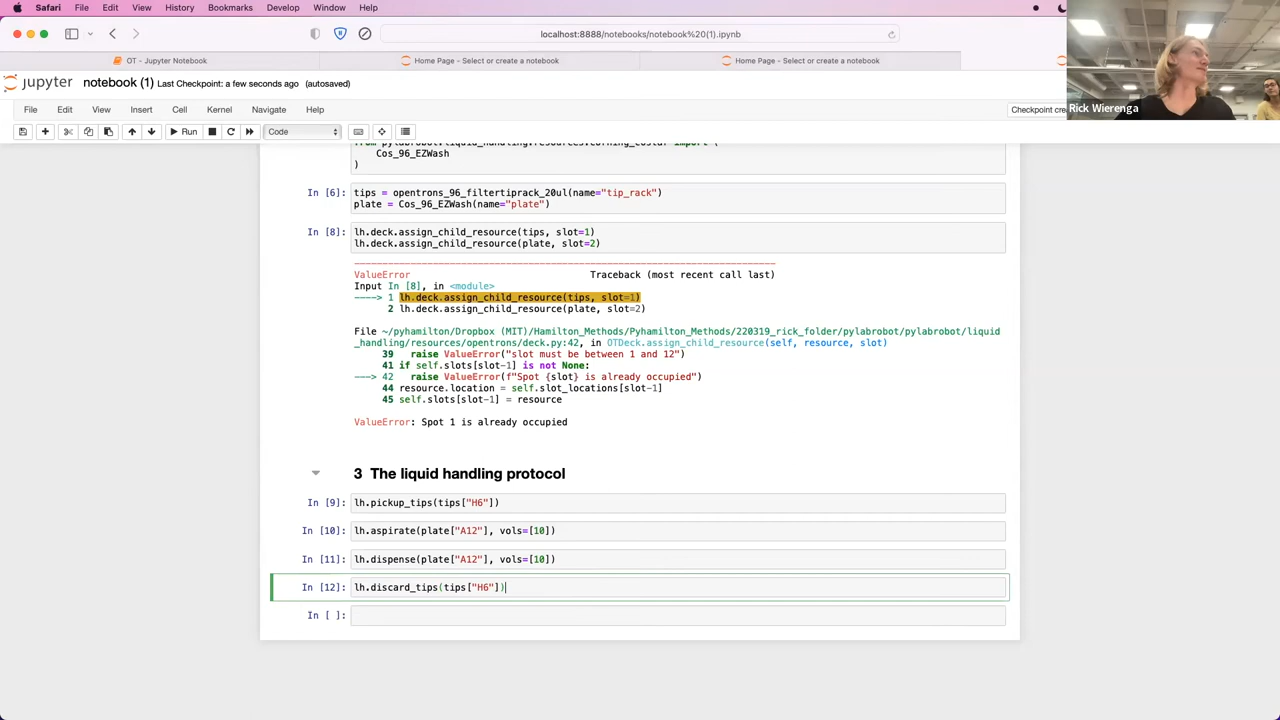 Safari File Edit View History Bookmarks Develop Window Help
localhost:8888/notebooks/notebook%20(1).ipynb
OT - Jupyter Notebook
Home Page - Select or create a notebook
Home Page - Select or create a notebook
jupyter notebook (1) Last Checkpoint: a few seconds ago (autosaved)
Rick Wierenga
File Edit View Insert Cell Kernel Navigate Help
Checkpoint cre
Run
Code
from pylabrobot.liquid_handling.resources.corning_costar import (
Cos_96_EZWash
)
In [6]: tips = opentrons_96_filtertiprack_20ul(name="tip_rack")
plate = Cos_96_EZWash(name="plate")
In [8]: lh.deck.assign_child_resource(tips, slot=1)
lh.deck.assign_child_resource(plate, slot=2)
ValueError Traceback (most recent call last)
Input In [8], in <module>
----> 1 lh.deck.assign_child_resource(tips, slot=1)
2 lh.deck.assign_child_resource(plate, slot=2)
File ~/pyhamilton/Dropbox (MIT)/Hamilton_Methods/Pyhamilton_Methods/220319_rick_folder/pylabrobot/pylabrobot/liquid
_handling/resources/opentrons/deck.py:42, in OTDeck.assign_child_resource(self, resource, slot)
39 raise ValueError("slot must be between 1 and 12")
41 if self.slots[slot-1] is not None:
---> 42 raise ValueError(f"Spot {slot} is already occupied")
44 resource.location = self.slot_locations[slot-1]
45 self.slots[slot-1] = resource
ValueError: Spot 1 is already occupied
3 The liquid handling protocol
In [9]: lh.pickup_tips(tips["H6"])
In [10]: lh.aspirate(plate["A12"], vols=[10])
In [11]: lh.dispense(plate["A12"], vols=[10])
In [12]: lh.discard_tips(tips["H6"])
In [ ]: